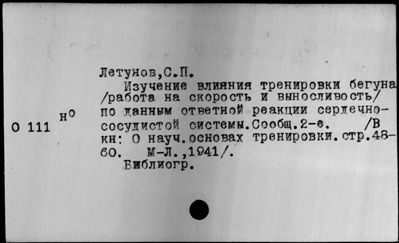 Летунов,С.П.
Изучение влияния тренировки бегуна
/работа на скорость и выносливость/
но
по данным ответной реакции сердечно-
О 111
сосудистой системы.Сообщ.2-е. /В
кн: О науч.основах тренировки.стр.48-
60. М-Л.,1941/.
Библиогр.